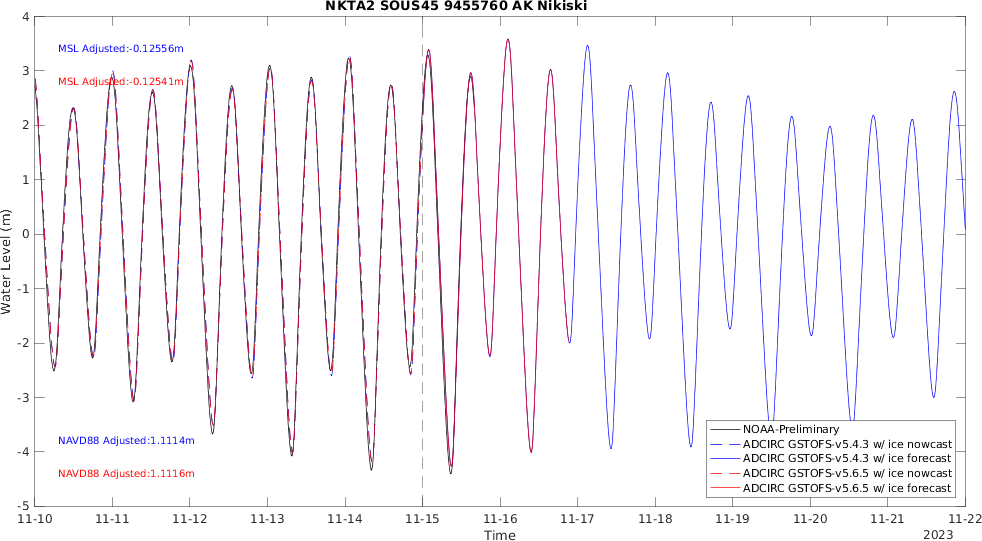 NKTA2 SOUS45 9455760 AK Nikiski
4
3
2
1
0
-1
-2
-3
-4
-5
Water Level (m)
MSL Adjusted:-0.12556m
MSL Adjusted:-0.12541m
NAVD88 Adjusted:1.1114m
NAVD88 Adjusted:1.1116m
NOAA-Preliminary
ADCIRC GSTOFS-v5.4.3 w/ ice nowcast
ADCIRC GSTOFS-v5.4.3 w/ ice forecast
ADCIRC GSTOFS-v5.6.5 w/ ice nowcast
ADCIRC GSTOFS-v5.6.5 w/ ice forecast
11-10 11-11 11-12 11-13 11-14 11-15 11-16 11-17 11-18 11-19 11-20 11-21 11-22
Time
2023